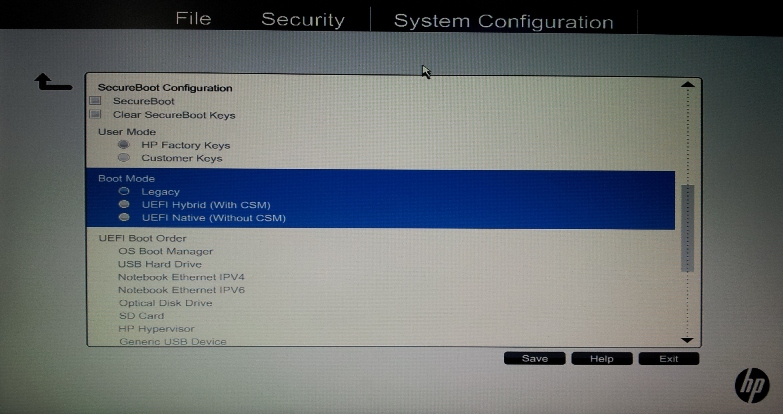 File Security System Configuration
SecureBoot Configuration
SecureBoot
Clear SecureBoot Keys
User Mode
HP Factory Keys
Customer Keys
Boot Mode
Legacy
UEFI Hybrid (With CSM)
UEFI Native (Without CSM)
UEFI Boot Order
OS Boot Manager
USB Hard Drive
Notebook Ethernet IPV4
Notebook Ethernet IPV6
Optical Disk Drive
SD Card
HP Hypervisor
Generic USB Device
Save Help Exit
hp